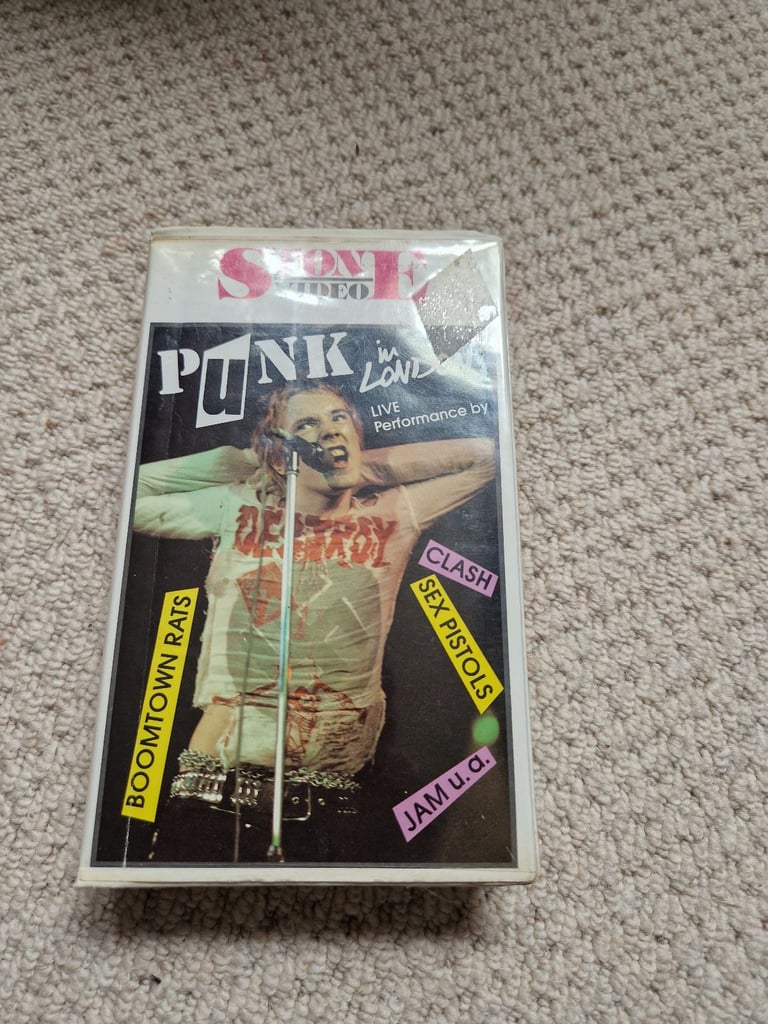 STONE
VIDEO
PUNK
in
LONDON
LIVE
Performance by
DESTROY
CLASH
SEX PISTOLS
BOOMTOWN RATS
JAM u. a.